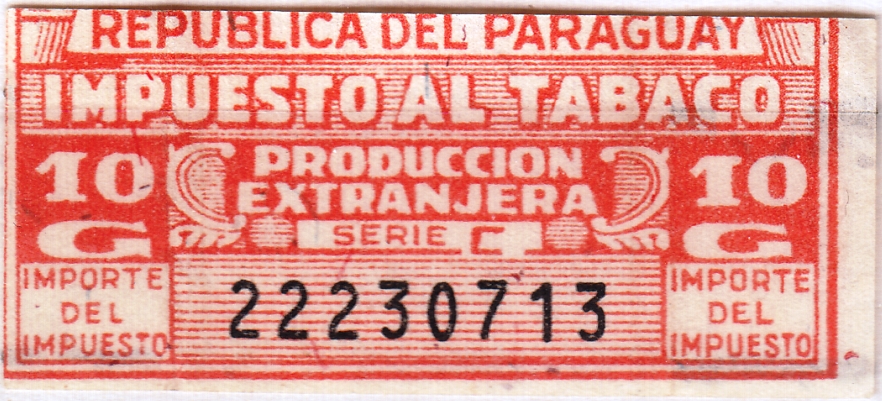 REPUBLICA DEL PARAGUAY
IMPUESTO AL TABACO
10 G
PRODUCCION
EXTRANJERA
SERIE C
10 G
IMPORTE
DEL
IMPUESTO
22230713
IMPORTE
DEL
IMPUESTO